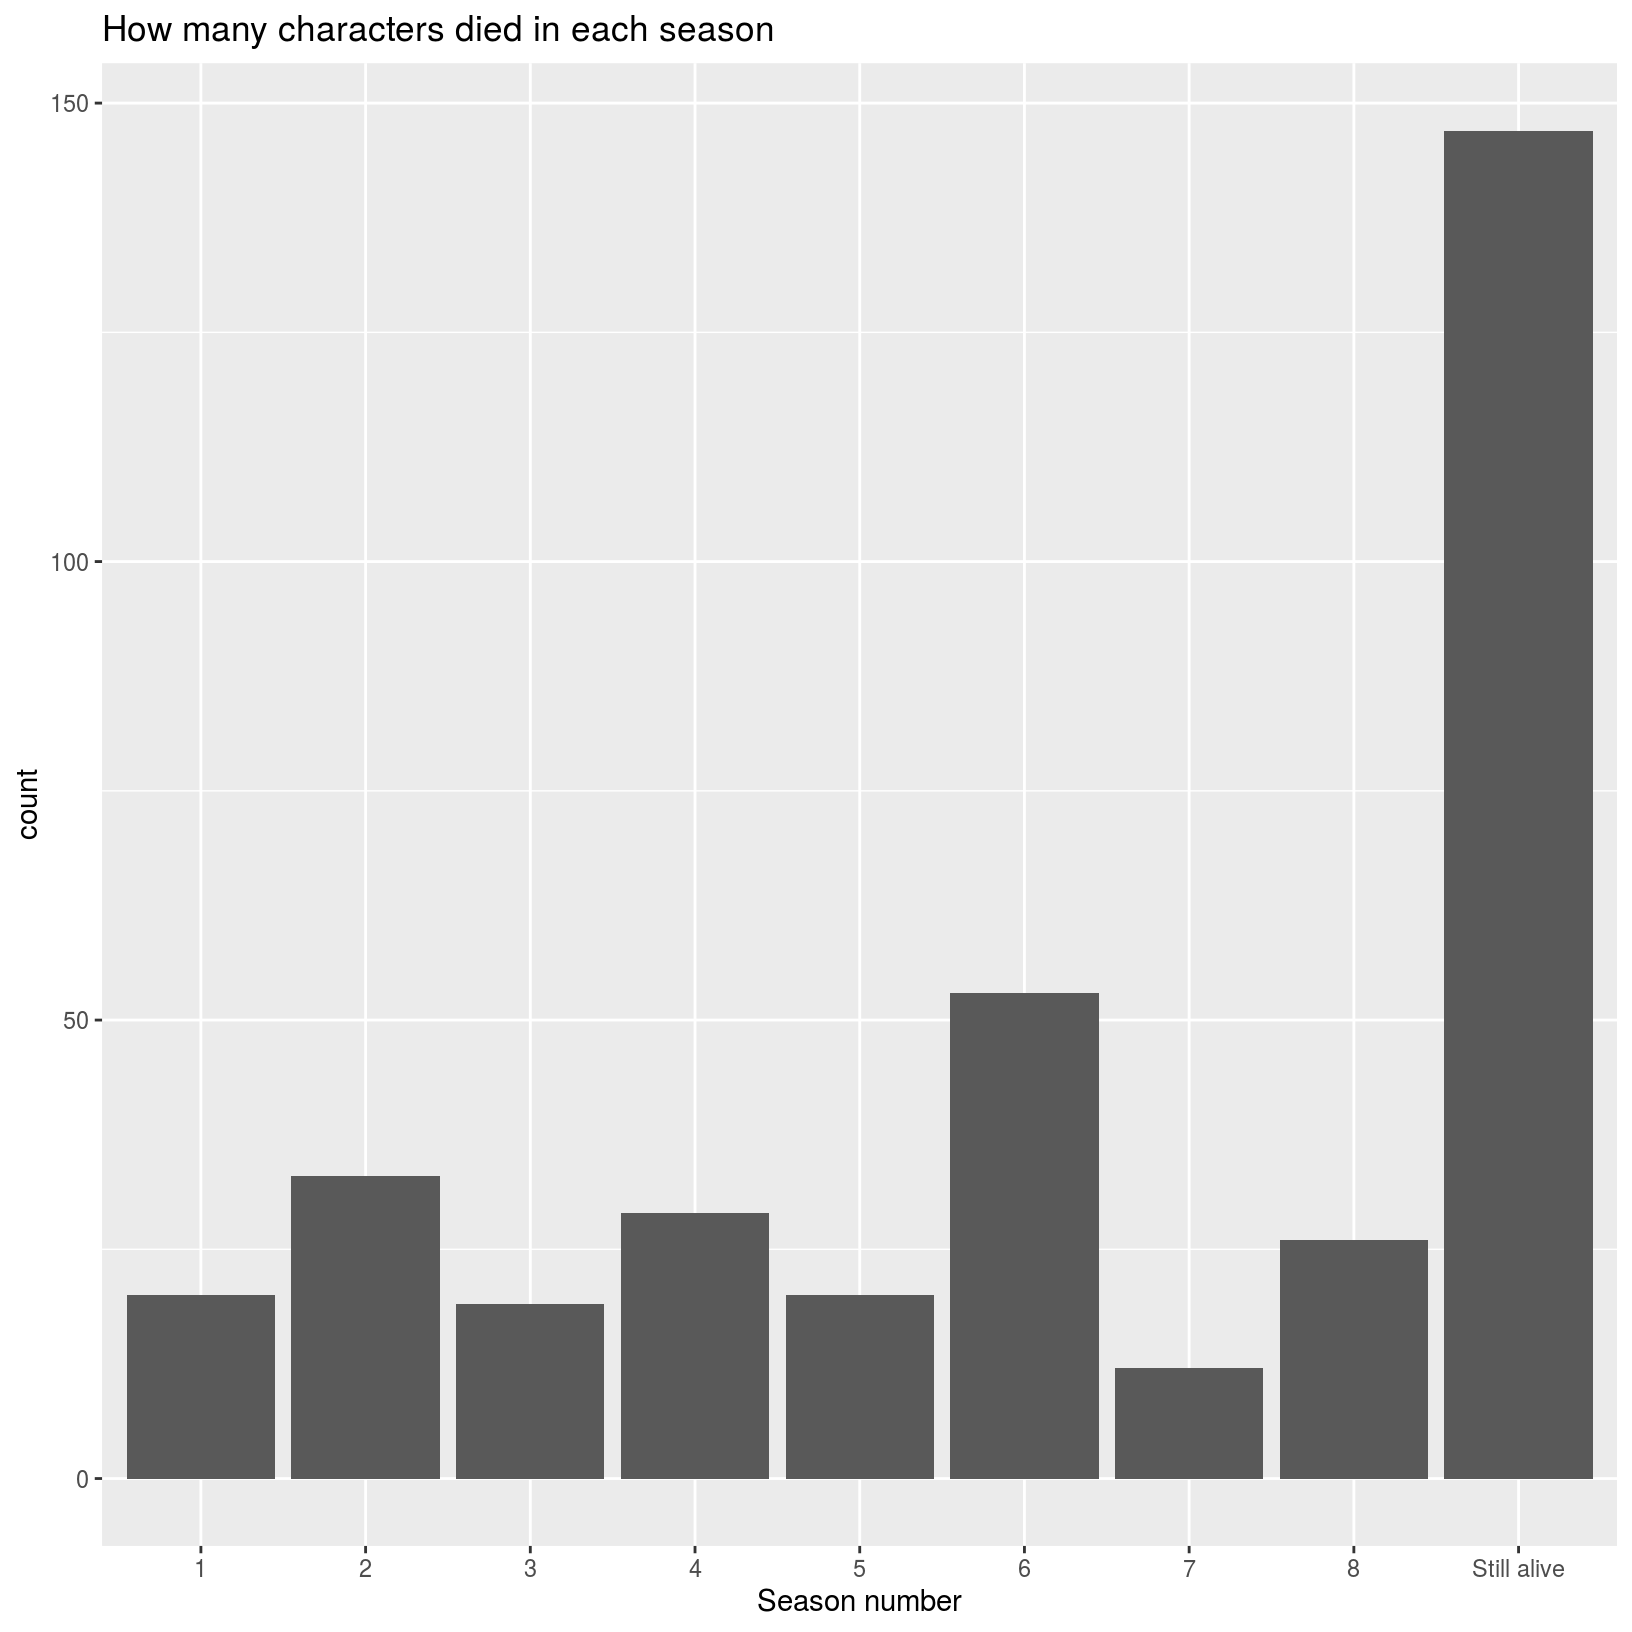 How many characters died in each season
150
100
50
0
count
1 2 3 4 5 6 7 8 Still alive
Season number